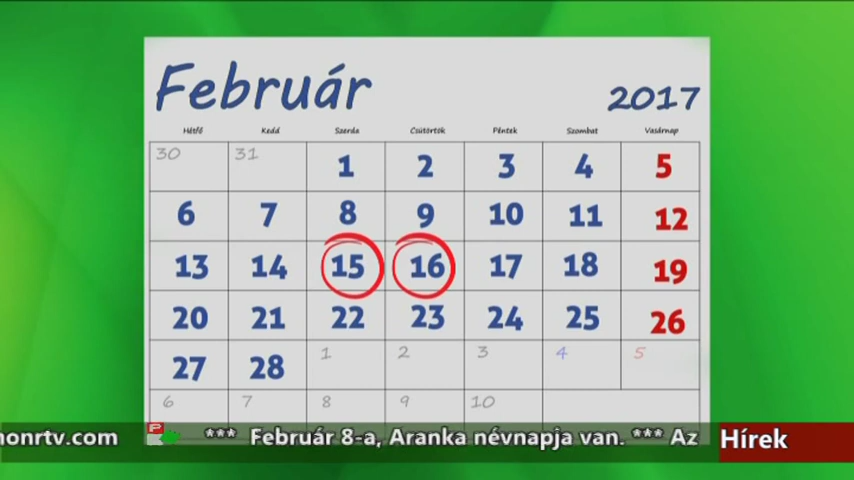 Február
2017
Hétfő Kedd Szerda Csütörtök Péntek Szombat Vasárnap
30 31 1 2 3 4 5
6 7 8 9 10 11 12
13 14 15 16 17 18 19
20 21 22 23 24 25 26
27 28 1 2 3 4 5
6 7 8 9 10
honrtv.com P *** Február 8-a, Aranka névnapja van. *** Az Hírek